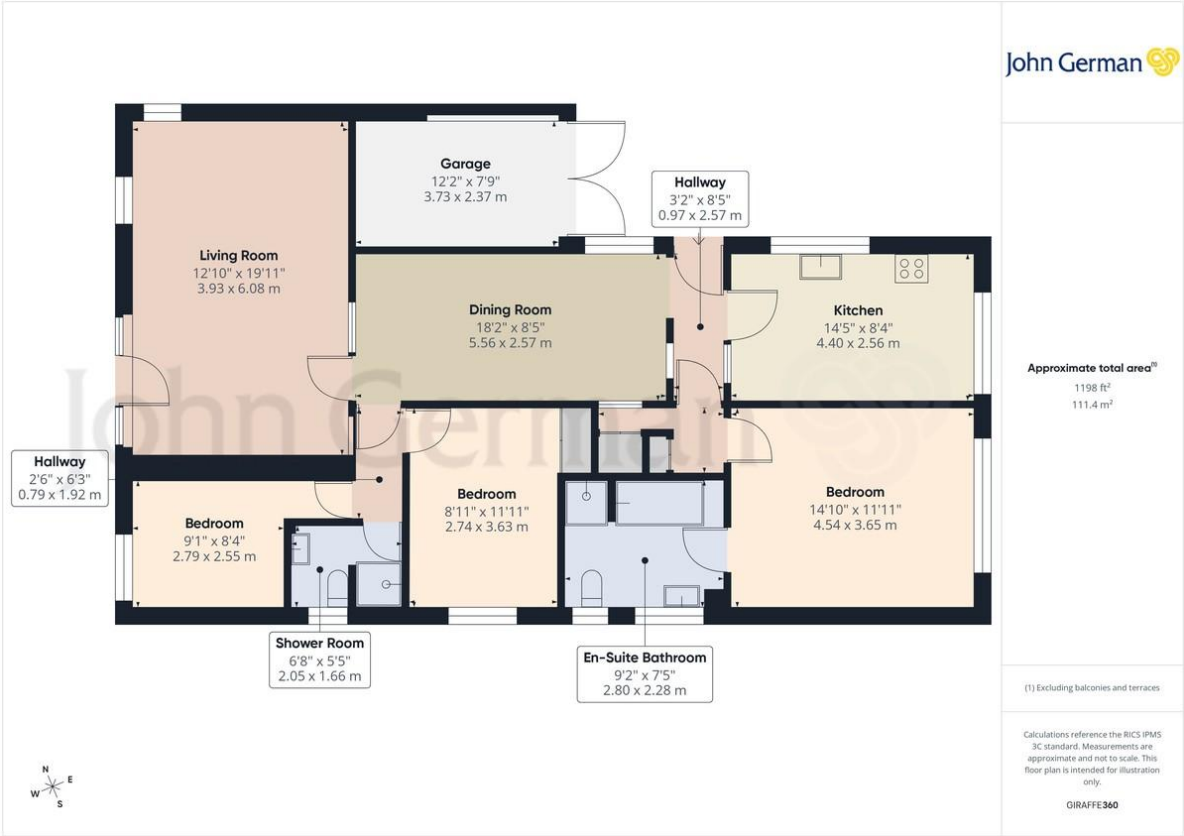 John German
Garage
12'2" x 7'9"
3.73 x 2.37 m
Hallway
3'2" x 8'5"
0.97 x 2.57 m
Living Room
12'10" x 19'11"
3.93 x 6.08 m
Dining Room
18'2" x 8'5"
5.56 x 2.57 m
Kitchen
14'5" x 8'4"
4.40 x 2.56 m
Approximate total area(1)
1198 ft²
111.4 m²
John German
Hallway
2'6" x 6'3"
0.79 x 1.92 m
Bedroom
9'1" x 8'4"
2.79 x 2.55 m
Bedroom
8'11" x 11'11"
2.74 x 3.63 m
Bedroom
14'10" x 11'11"
4.54 x 3.65 m
Shower Room
6'8" x 5'5"
2.05 x 1.66 m
En-Suite Bathroom
9'2" x 7'5"
2.80 x 2.28 m
(1) Excluding balconies and terraces
Calculations reference the RICS IPMS
3C standard. Measurements are
approximate and not to scale. This
floor plan is intended for illustration
only.
GIRAFFE360
N
E
W
S